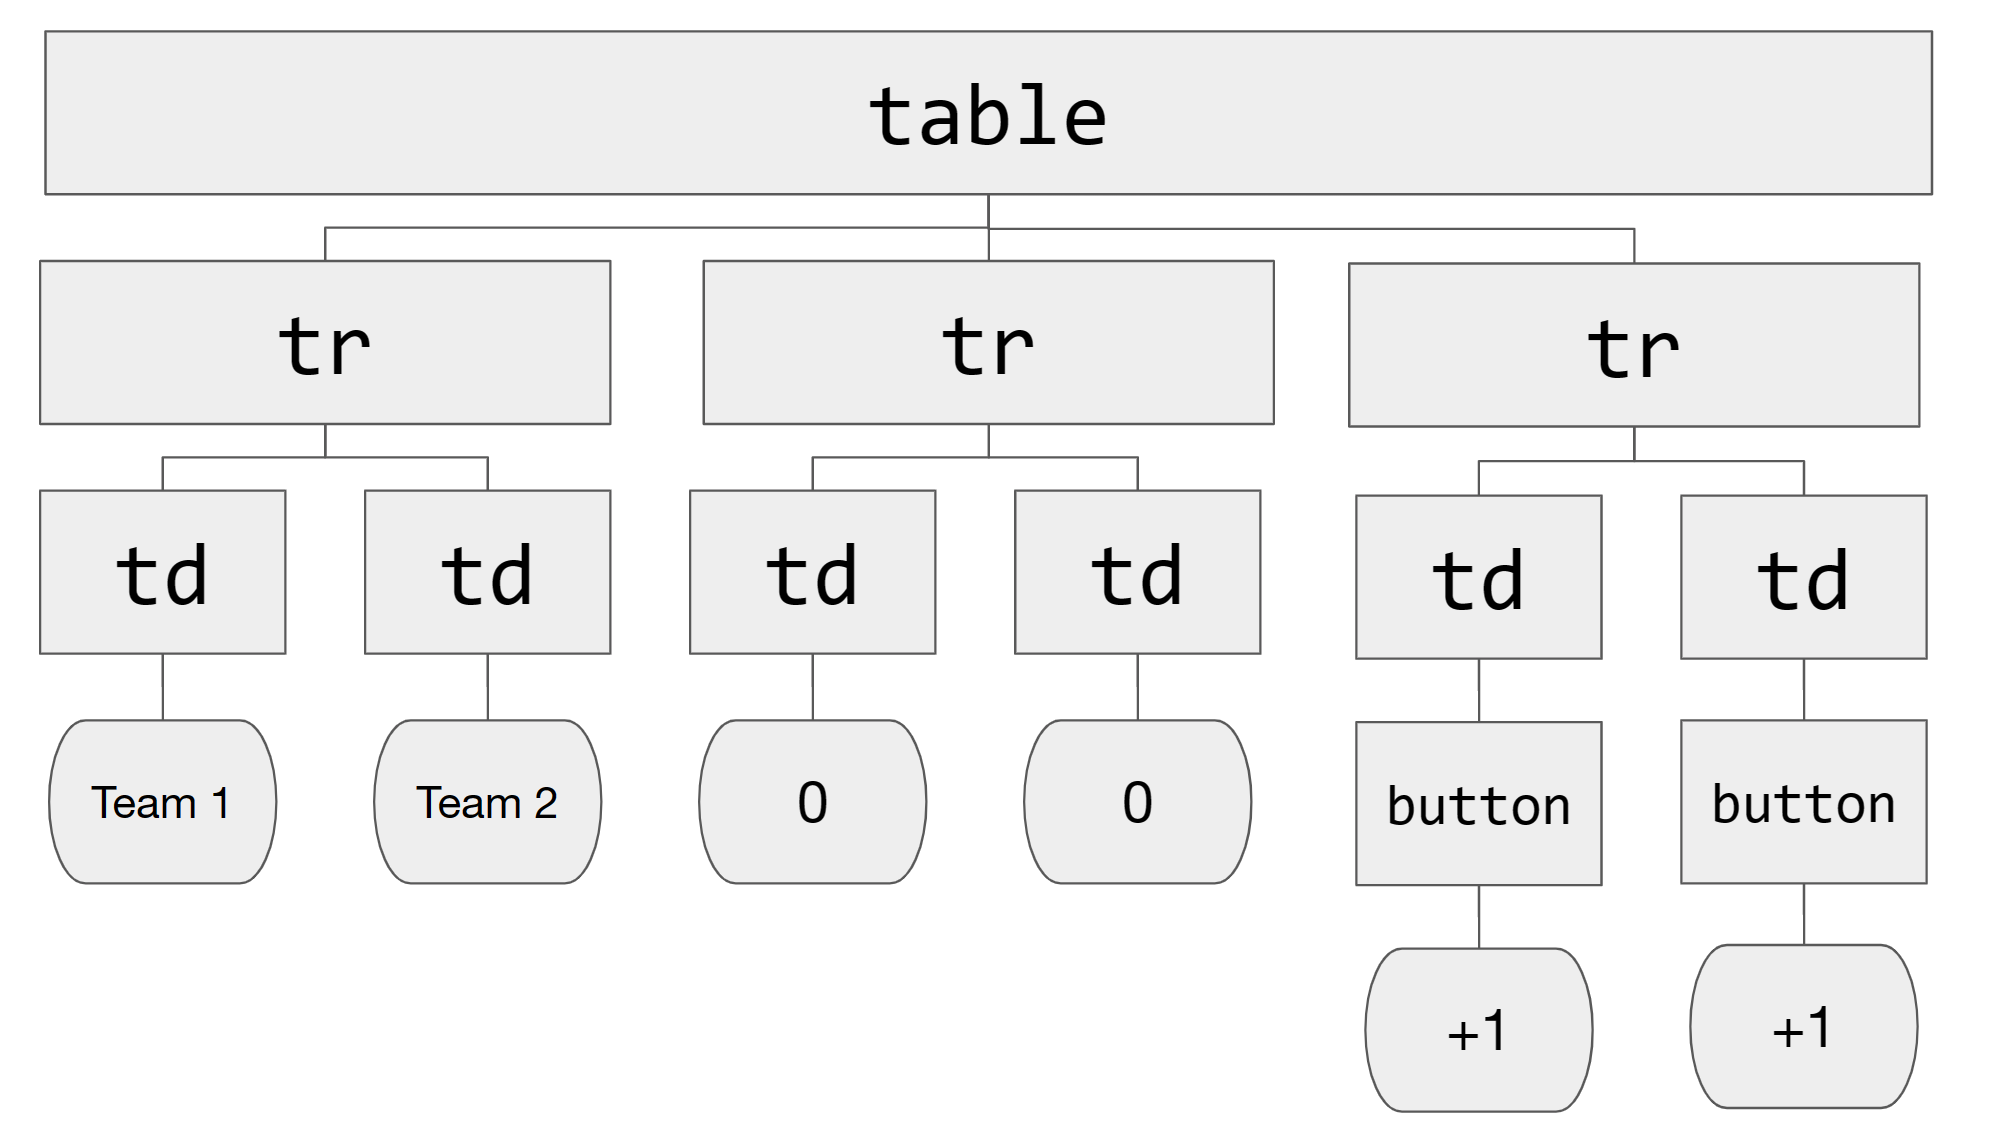 table
tr tr tr
td td td td td td
Team 1 Team 2 0 0 button button
+1 +1